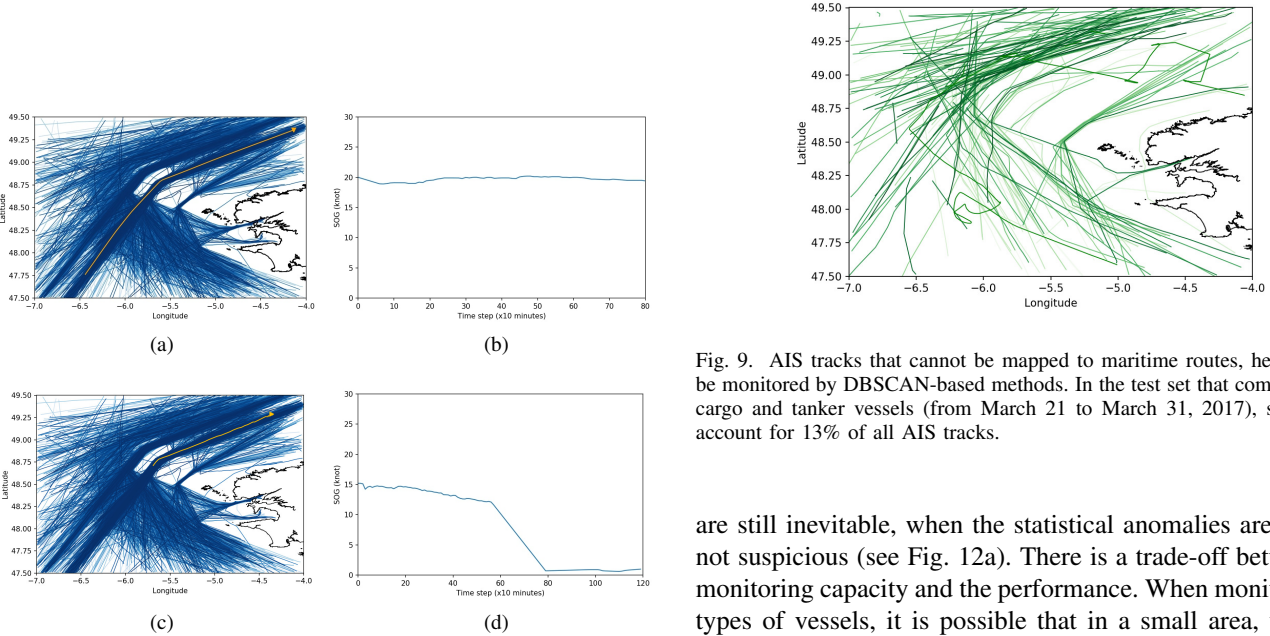 49.50
49.25
49.00
48.75
48.50
48.25
48.00
47.75
47.50
−7.0 −6.5 −6.0 −5.5 −5.0 −4.5 −4.0
Latitude
Longitude
30
25
20
15
10
5
0
0 10 20 30 40 50 60 70 80
SOG (knot)
Time step (x10 minutes)
(a)
(b)
49.50
49.25
49.00
48.75
48.50
48.25
48.00
47.75
47.50
−7.0 −6.5 −6.0 −5.5 −5.0 −4.5 −4.0
Latitude
Longitude
30
25
20
15
10
5
0
0 20 40 60 80 100 120
SOG (knot)
Time step (x10 minutes)
(c)
(d)
49.50
49.25
49.00
48.75
48.50
48.25
48.00
47.75
47.50
−7.0 −6.5 −6.0 −5.5 −5.0 −4.5 −4.0
Latitude
Longitude
Fig. 9. AIS tracks that cannot be mapped to maritime routes, he
be monitored by DBSCAN-based methods. In the test set that com
cargo and tanker vessels (from March 21 to March 31, 2017), s
account for 13% of all AIS tracks.
are still inevitable, when the statistical anomalies are
not suspicious (see Fig. 12a). There is a trade-off bet
monitoring capacity and the performance. When monit
types of vessels, it is possible that in a small area,